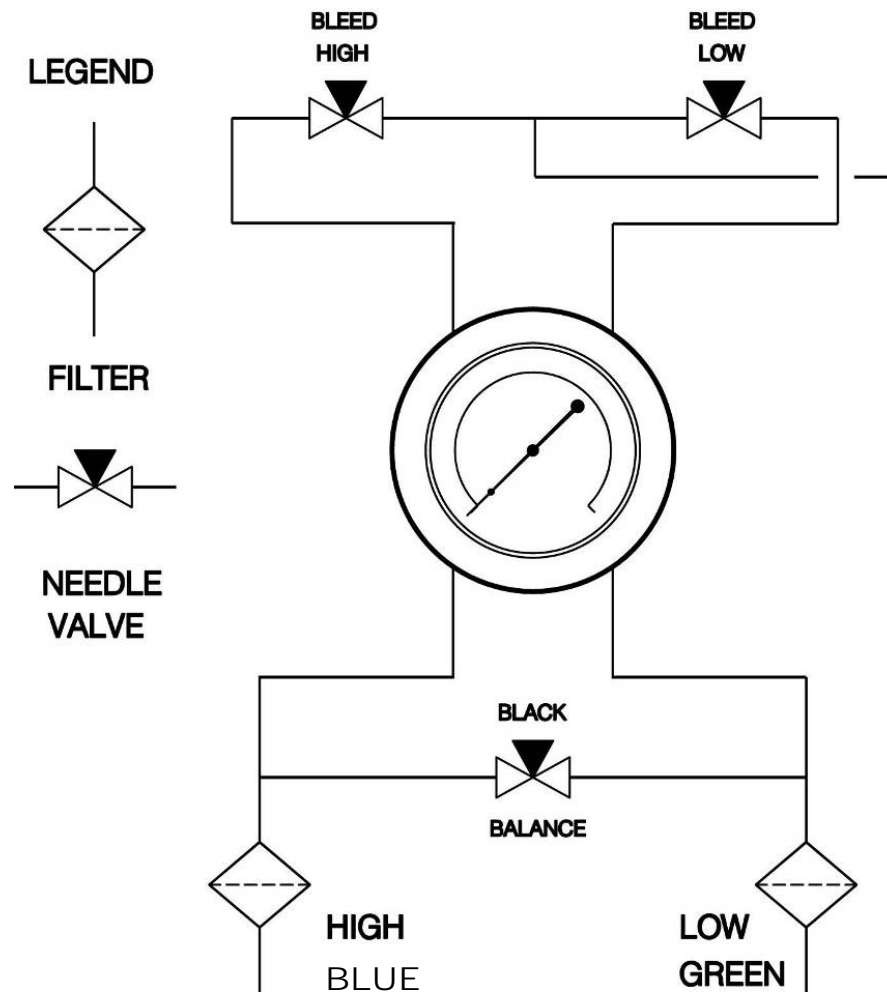 BLEED
HIGH
BLEED
LOW
LEGEND
FILTER
NEEDLE
VALVE
BLACK
BALANCE
HIGH
BLUE
LOW
GREEN